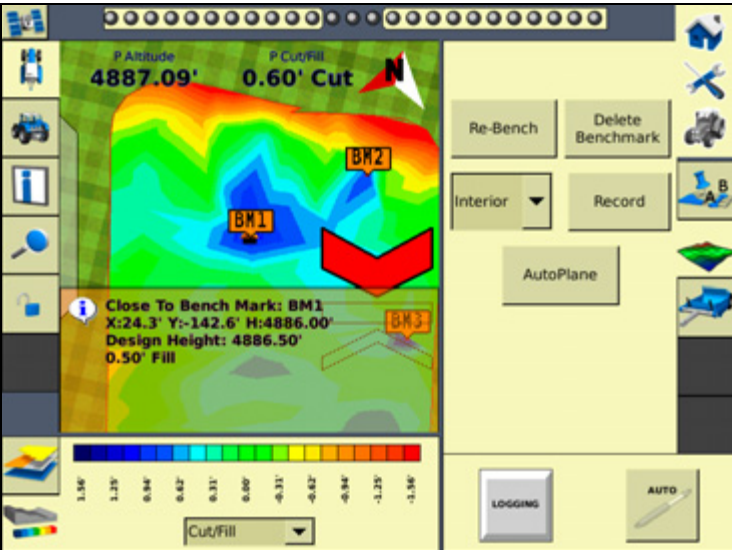 P Altitude
4887.09'
P Cut/Fill
0.60' Cut
N
BM2
BM1
BM3
Close To Bench Mark: BM1
X:24.3' Y:-142.6' H:4886.00'
Design Height: 4886.50'
0.50' Fill
1.56'
1.25'
0.94'
0.62'
0.31'
0.00'
-0.31'
-0.62'
-0.94'
-1.25'
-1.56'
Cut/Fill
Re-Bench
Delete
Benchmark
Interior
Record
AutoPlane
A B
LOGGING
AUTO